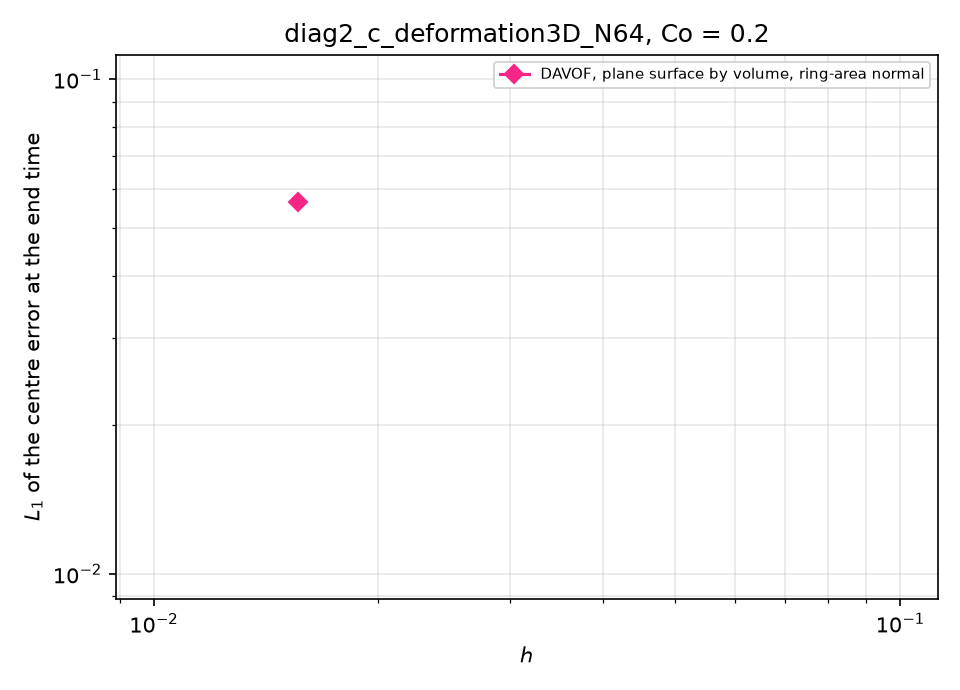 diag2_c_deformation3D_N64, Co = 0.2
DAVOF, plane surface by volume, ring-area normal
L₁ of the centre error at the end time
10⁻¹
10⁻²
10⁻²
10⁻¹
h